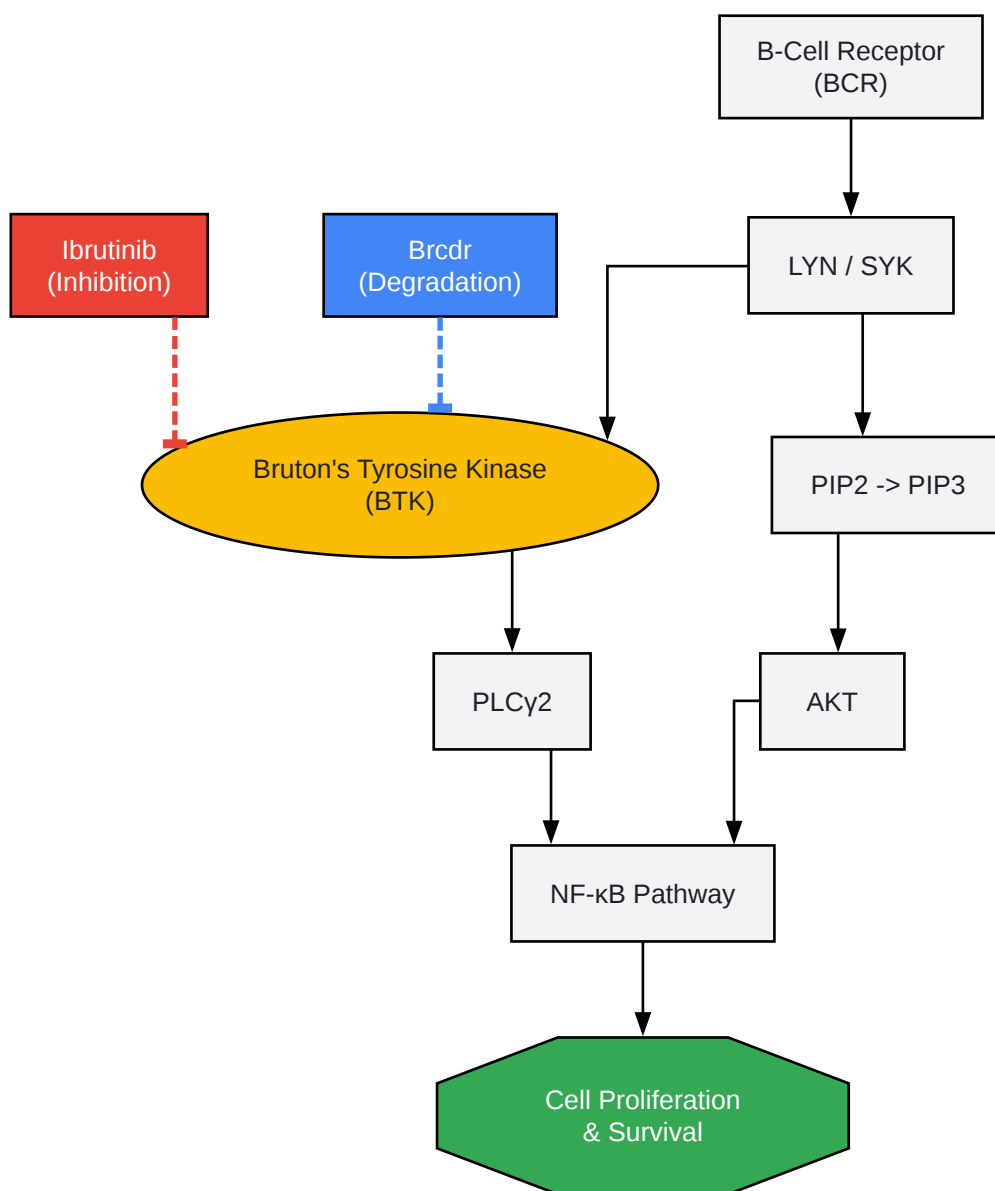 B-Cell Receptor
(BCR)
Ibrutinib
(Inhibition)
Brcdr
(Degradation)
LYN / SYK
Bruton's Tyrosine Kinase
(BTK)
PIP2 -> PIP3
PLCγ2
AKT
NF-κB Pathway
Cell Proliferation
& Survival